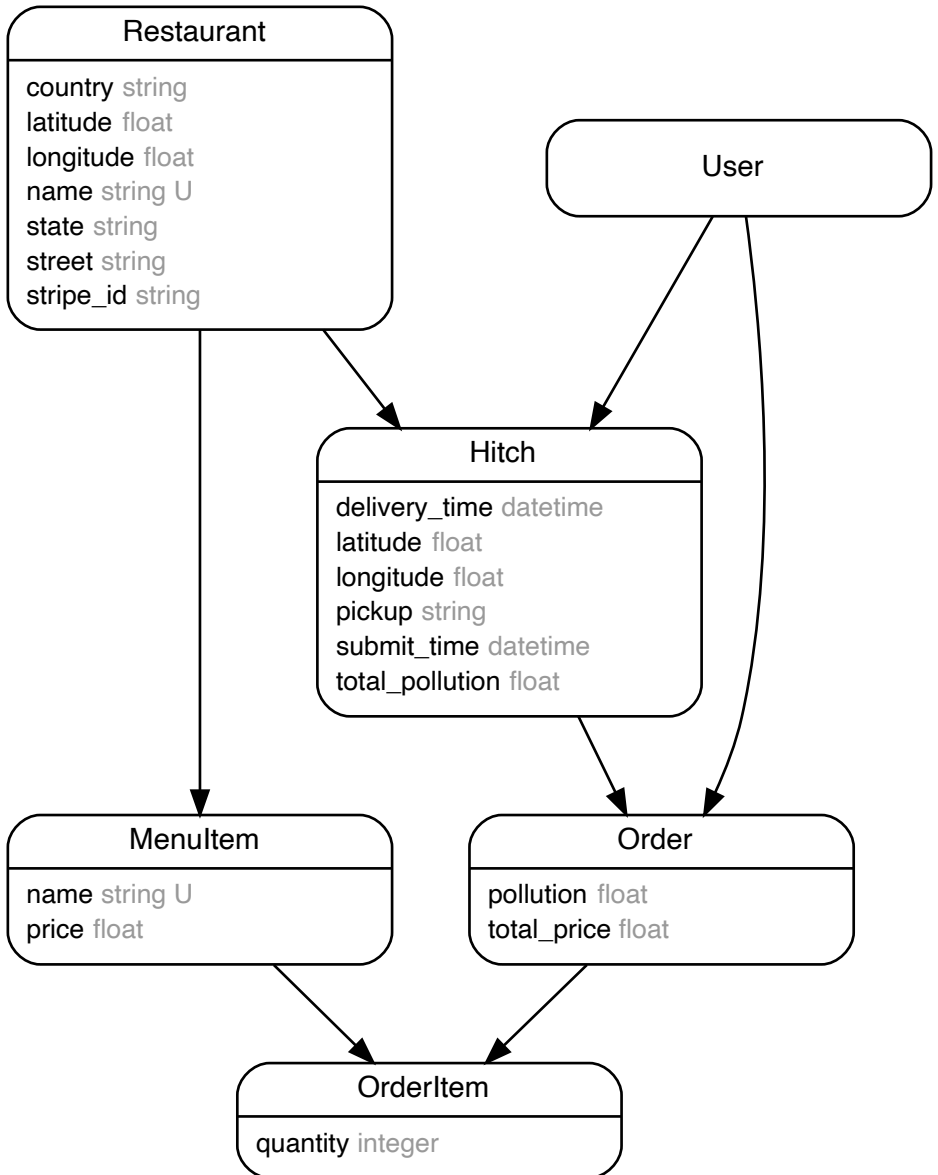 Restaurant
country string
latitude float
longitude float
name string U
state string
street string
stripe_id string
User
Hitch
delivery_time datetime
latitude float
longitude float
pickup string
submit_time datetime
total_pollution float
MenuItem
name string U
price float
Order
pollution float
total_price float
OrderItem
quantity integer